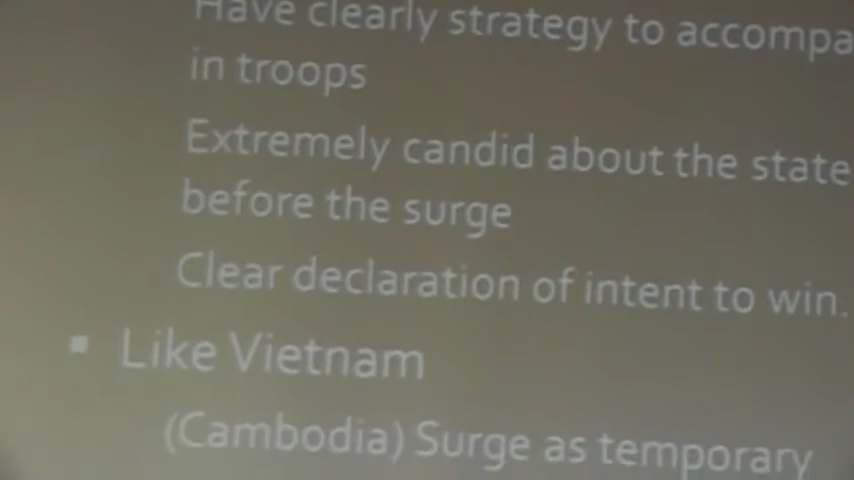 Have clearly strategy to accompa
in troops
Extremely candid about the state
before the surge
Clear declaration of intent to win.
Like Vietnam
(Cambodia) Surge as temporary